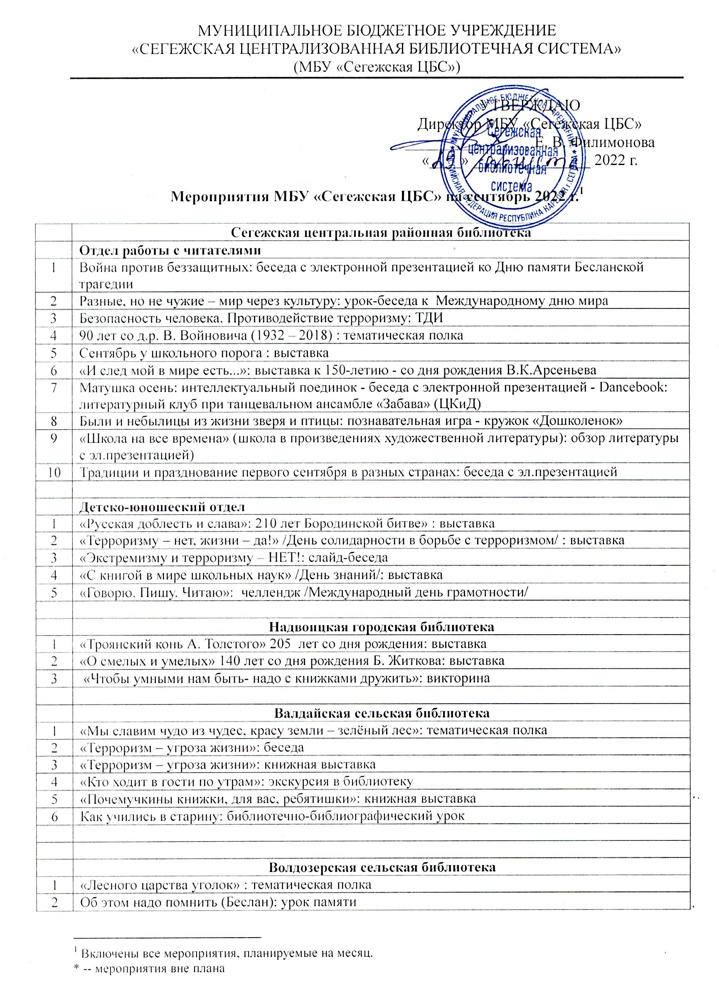 МУНИЦИПАЛЬНОЕ БЮДЖЕТНОЕ УЧРЕЖДЕНИЕ
«СЕГЕЖСКАЯ ЦЕНТРАЛИЗОВАННАЯ БИБЛИОТЕЧНАЯ СИСТЕМА»
(МБУ «Сегежская ЦБС»)
УТВЕРЖДАЮ
Директор МБУ «Сегежская ЦБС»
Е. В. Филимонова
« » 2022 г.
МУНИЦИПАЛЬНОЕ БЮДЖЕТНОЕ УЧРЕЖДЕНИЕ * РОССИЙСКАЯ ФЕДЕРАЦИЯ РЕСПУБЛИКА КАРЕЛИЯ г.СЕГЕЖА *
Сегежская
централизованная
библиотечная
система
Мероприятия МБУ «Сегежская ЦБС» на сентябрь 2022 г.¹
Сегежская центральная районная библиотека
Отдел работы с читателями
1 Война против беззащитных: беседа с электронной презентацией ко Дню памяти Бесланской
трагедии
2 Разные, но не чужие – мир через культуру: урок-беседа к Международному дню мира
3 Безопасность человека. Противодействие терроризму: ТДИ
4 90 лет со д.р. В. Войновича (1932 – 2018) : тематическая полка
5 Сентябрь у школьного порога : выставка
6 «И след мой в мире есть...»: выставка к 150-летию - со дня рождения В.К.Арсеньева
7 Матушка осень: интеллектуальный поединок - беседа с электронной презентацией - Dancebook:
литературный клуб при танцевальном ансамбле «Забава» (ЦКиД)
8 Были и небылицы из жизни зверя и птицы: познавательная игра - кружок «Дошколенок»
9 «Школа на все времена» (школа в произведениях художественной литературы): обзор литературы
с эл.презентацией)
10 Традиции и празднование первого сентября в разных странах: беседа с эл.презентацией
Детско-юношеский отдел
1 «Русская доблесть и слава»: 210 лет Бородинской битве» : выставка
2 «Терроризму – нет, жизни – да!» /День солидарности в борьбе с терроризмом/ : выставка
3 «Экстремизму и терроризму – НЕТ!: слайд-беседа
4 «С книгой в мире школьных наук» /День знаний/: выставка
5 «Говорю. Пишу. Читаю»: челлендж /Международный день грамотности/
Надвоицкая городская библиотека
1 «Троянский конь А. Толстого» 205 лет со дня рождения: выставка
2 «О смелых и умелых» 140 лет со дня рождения Б. Житкова: выставка
3 «Чтобы умными нам быть- надо с книжками дружить»: викторина
Валдайская сельская библиотека
1 «Мы славим чудо из чудес, красу земли – зелёный лес»: тематическая полка
2 «Терроризм – угроза жизни»: беседа
3 «Терроризм – угроза жизни»: книжная выставка
4 «Кто ходит в гости по утрам»: экскурсия в библиотеку
5 «Почемучкины книжки, для вас, ребятишки»: книжная выставка
6 Как учились в старину: библиотечно-библиографический урок
Волдозерская сельская библиотека
1 «Лесного царства уголок» : тематическая полка
2 Об этом надо помнить (Беслан): урок памяти
¹ Включены все мероприятия, планируемые на месяц.
* -- мероприятия вне плана